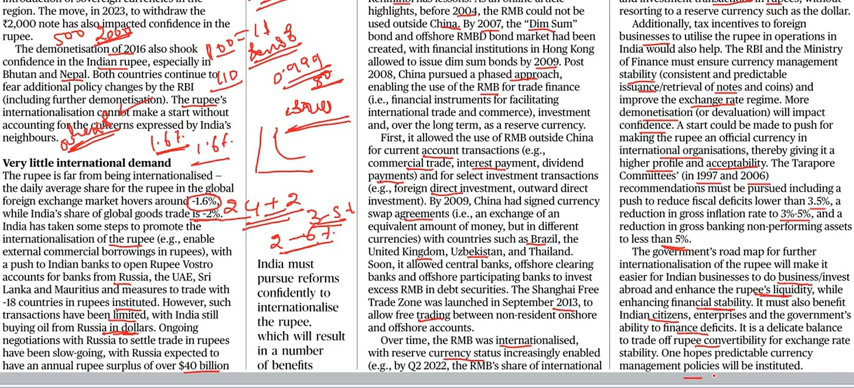 region. The move, in 2023, to withdraw the
₹2,000 note has also impacted confidence in the
rupee.
The demonetisation of 2016 also shook
confidence in the Indian rupee, especially in
Bhutan and Nepal. Both countries continue to
fear additional policy changes by the RBI
(including further demonetisation). The rupee's
internationalisation cannot make a start without
accounting for the concerns expressed by India's
neighbours.
Very little international demand
The rupee is far from being internationalised –
the daily average share for the rupee in the global
foreign exchange market hovers around
~1.6%, while India's share of global goods trade is ~2%.
India has taken some steps to promote the
internationalisation of the rupee (e.g., enable
external commercial borrowings in rupees), with
a push to Indian banks to open Rupee Vostro
accounts for banks from Russia, the UAE, Sri
Lanka and Mauritius and measures to trade with
~18 countries in rupees instituted. However, such
transactions have been limited, with India still
buying oil from Russia in dollars. Ongoing
negotiations with Russia to settle trade in rupees
have been slow-going, with Russia expected to
have an annual rupee surplus of over $40 billion
500 2000
100 = 1.1
110
0.999
80
1.6%
1.6%
2 4 + 2
2 - 6%
India must
pursue reforms
confidently to
internationalise
the rupee,
which will result
in a number
of benefits
highlights, before 2004, the RMB could not be
used outside China. By 2007, the "Dim Sum"
bond and offshore RMBD bond market had been
created, with financial institutions in Hong Kong
allowed to issue dim sum bonds by 2009. Post
2008, China pursued a phased approach,
enabling the use of the RMB for trade finance
(i.e., financial instruments for facilitating
international trade and commerce), investment
and, over the long term, as a reserve currency.
First, it allowed the use of RMB outside China
for current account transactions (e.g.,
commercial trade, interest payment, dividend
payments) and for select investment transactions
(e.g., foreign direct investment, outward direct
investment). By 2009, China had signed currency
swap agreements (i.e., an exchange of an
equivalent amount of money, but in different
currencies) with countries such as Brazil, the
United Kingdom, Uzbekistan, and Thailand.
Soon, it allowed central banks, offshore clearing
banks and offshore participating banks to invest
excess RMB in debt securities. The Shanghai Free
Trade Zone was launched in September 2013, to
allow free trading between non-resident onshore
and offshore accounts.
Over time, the RMB was internationalised,
with reserve currency status increasingly enabled
(e.g., by Q2 2022, the RMB's share of international
resorting to a reserve currency such as the dollar.
Additionally, tax incentives to foreign
businesses to utilise the rupee in operations in
India would also help. The RBI and the Ministry
of Finance must ensure currency management
stability (consistent and predictable
issuance/retrieval of notes and coins) and
improve the exchange rate regime. More
demonetisation (or devaluation) will impact
confidence. A start could be made to push for
making the rupee an official currency in
international organisations, thereby giving it a
higher profile and acceptability. The Tarapore
Committees' (in 1997 and 2006)
recommendations must be pursued including a
push to reduce fiscal deficits lower than 3.5%, a
reduction in gross inflation rate to 3%-5%, and a
reduction in gross banking non-performing assets
to less than 5%.
The government's road map for further
internationalisation of the rupee will make it
easier for Indian businesses to do business/invest
abroad and enhance the rupee's liquidity, while
enhancing financial stability. It must also benefit
Indian citizens, enterprises and the government's
ability to finance deficits. It is a delicate balance
to trade off rupee convertibility for exchange rate
stability. One hopes predictable currency
management policies will be instituted.